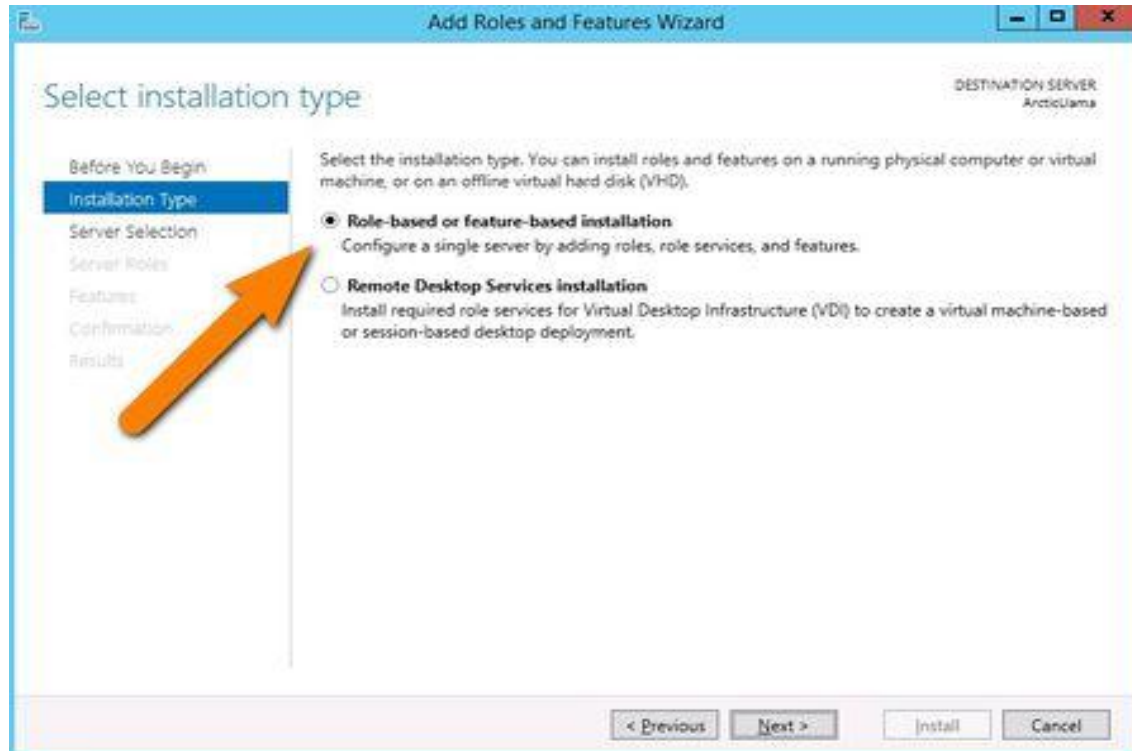 Add Roles and Features Wizard
Select installation type
DESTINATION SERVER
ArcticLlama
Before You Begin
Installation Type
Server Selection
Server Roles
Features
Confirmation
Results
Select the installation type. You can install roles and features on a running physical computer or virtual
machine, or on an offline virtual hard disk (VHD).
Role-based or feature-based installation
Configure a single server by adding roles, role services, and features.
Remote Desktop Services installation
Install required role services for Virtual Desktop Infrastructure (VDI) to create a virtual machine-based
or session-based desktop deployment.
< Previous
Next >
Install
Cancel